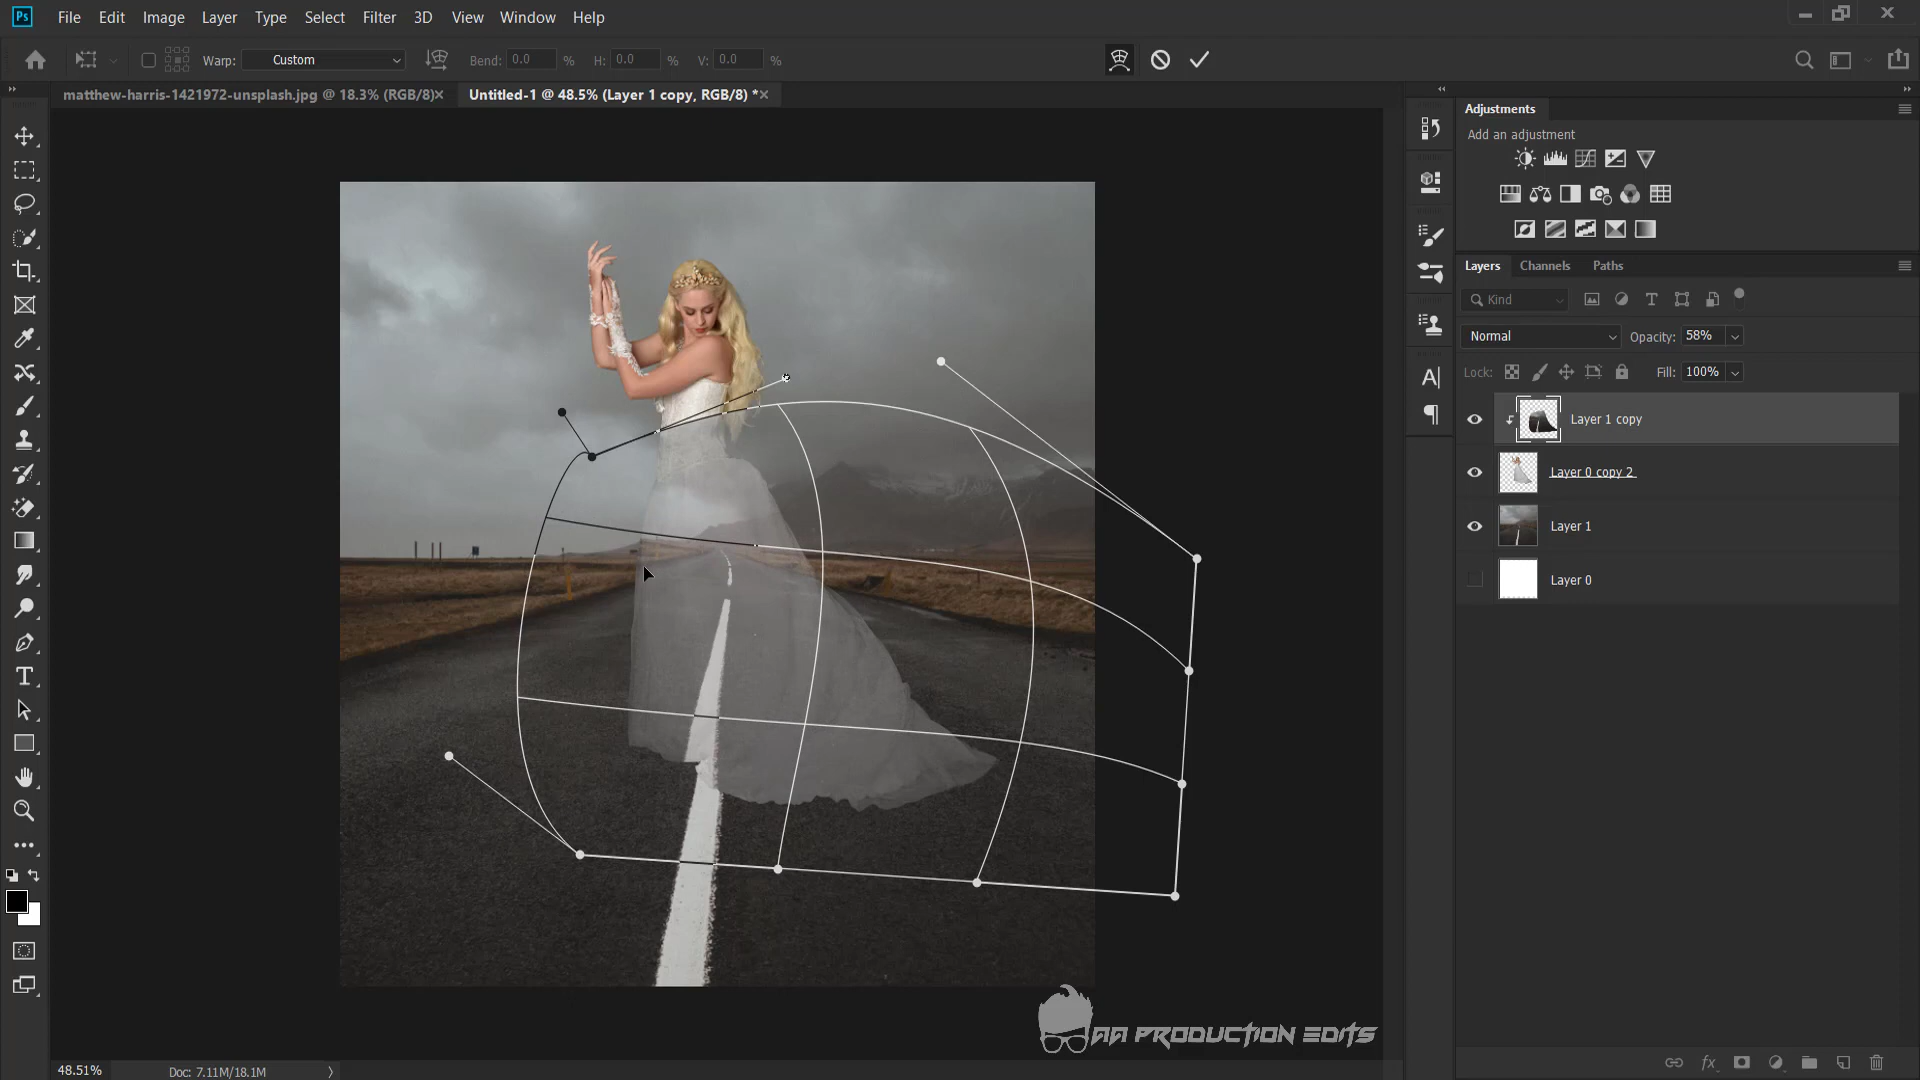 Ps File Edit Image Layer Type Select Filter 3D View Window Help
Warp: Custom Bend: 0.0 % H: 0.0 % V: 0.0 %
matthew-harris-1421972-unsplash.jpg @ 18.3% (RGB/8) Untitled-1 @ 48.5% (Layer 1 copy, RGB/8) *
Adjustments
Add an adjustment
Layers Channels Paths
Kind
Normal Opacity: 58%
Lock: Fill: 100%
Layer 1 copy
Layer 0 copy 2
Layer 1
Layer 0
AA PRODUCTION EDITS
48.51% Doc: 7.11M/18.1M